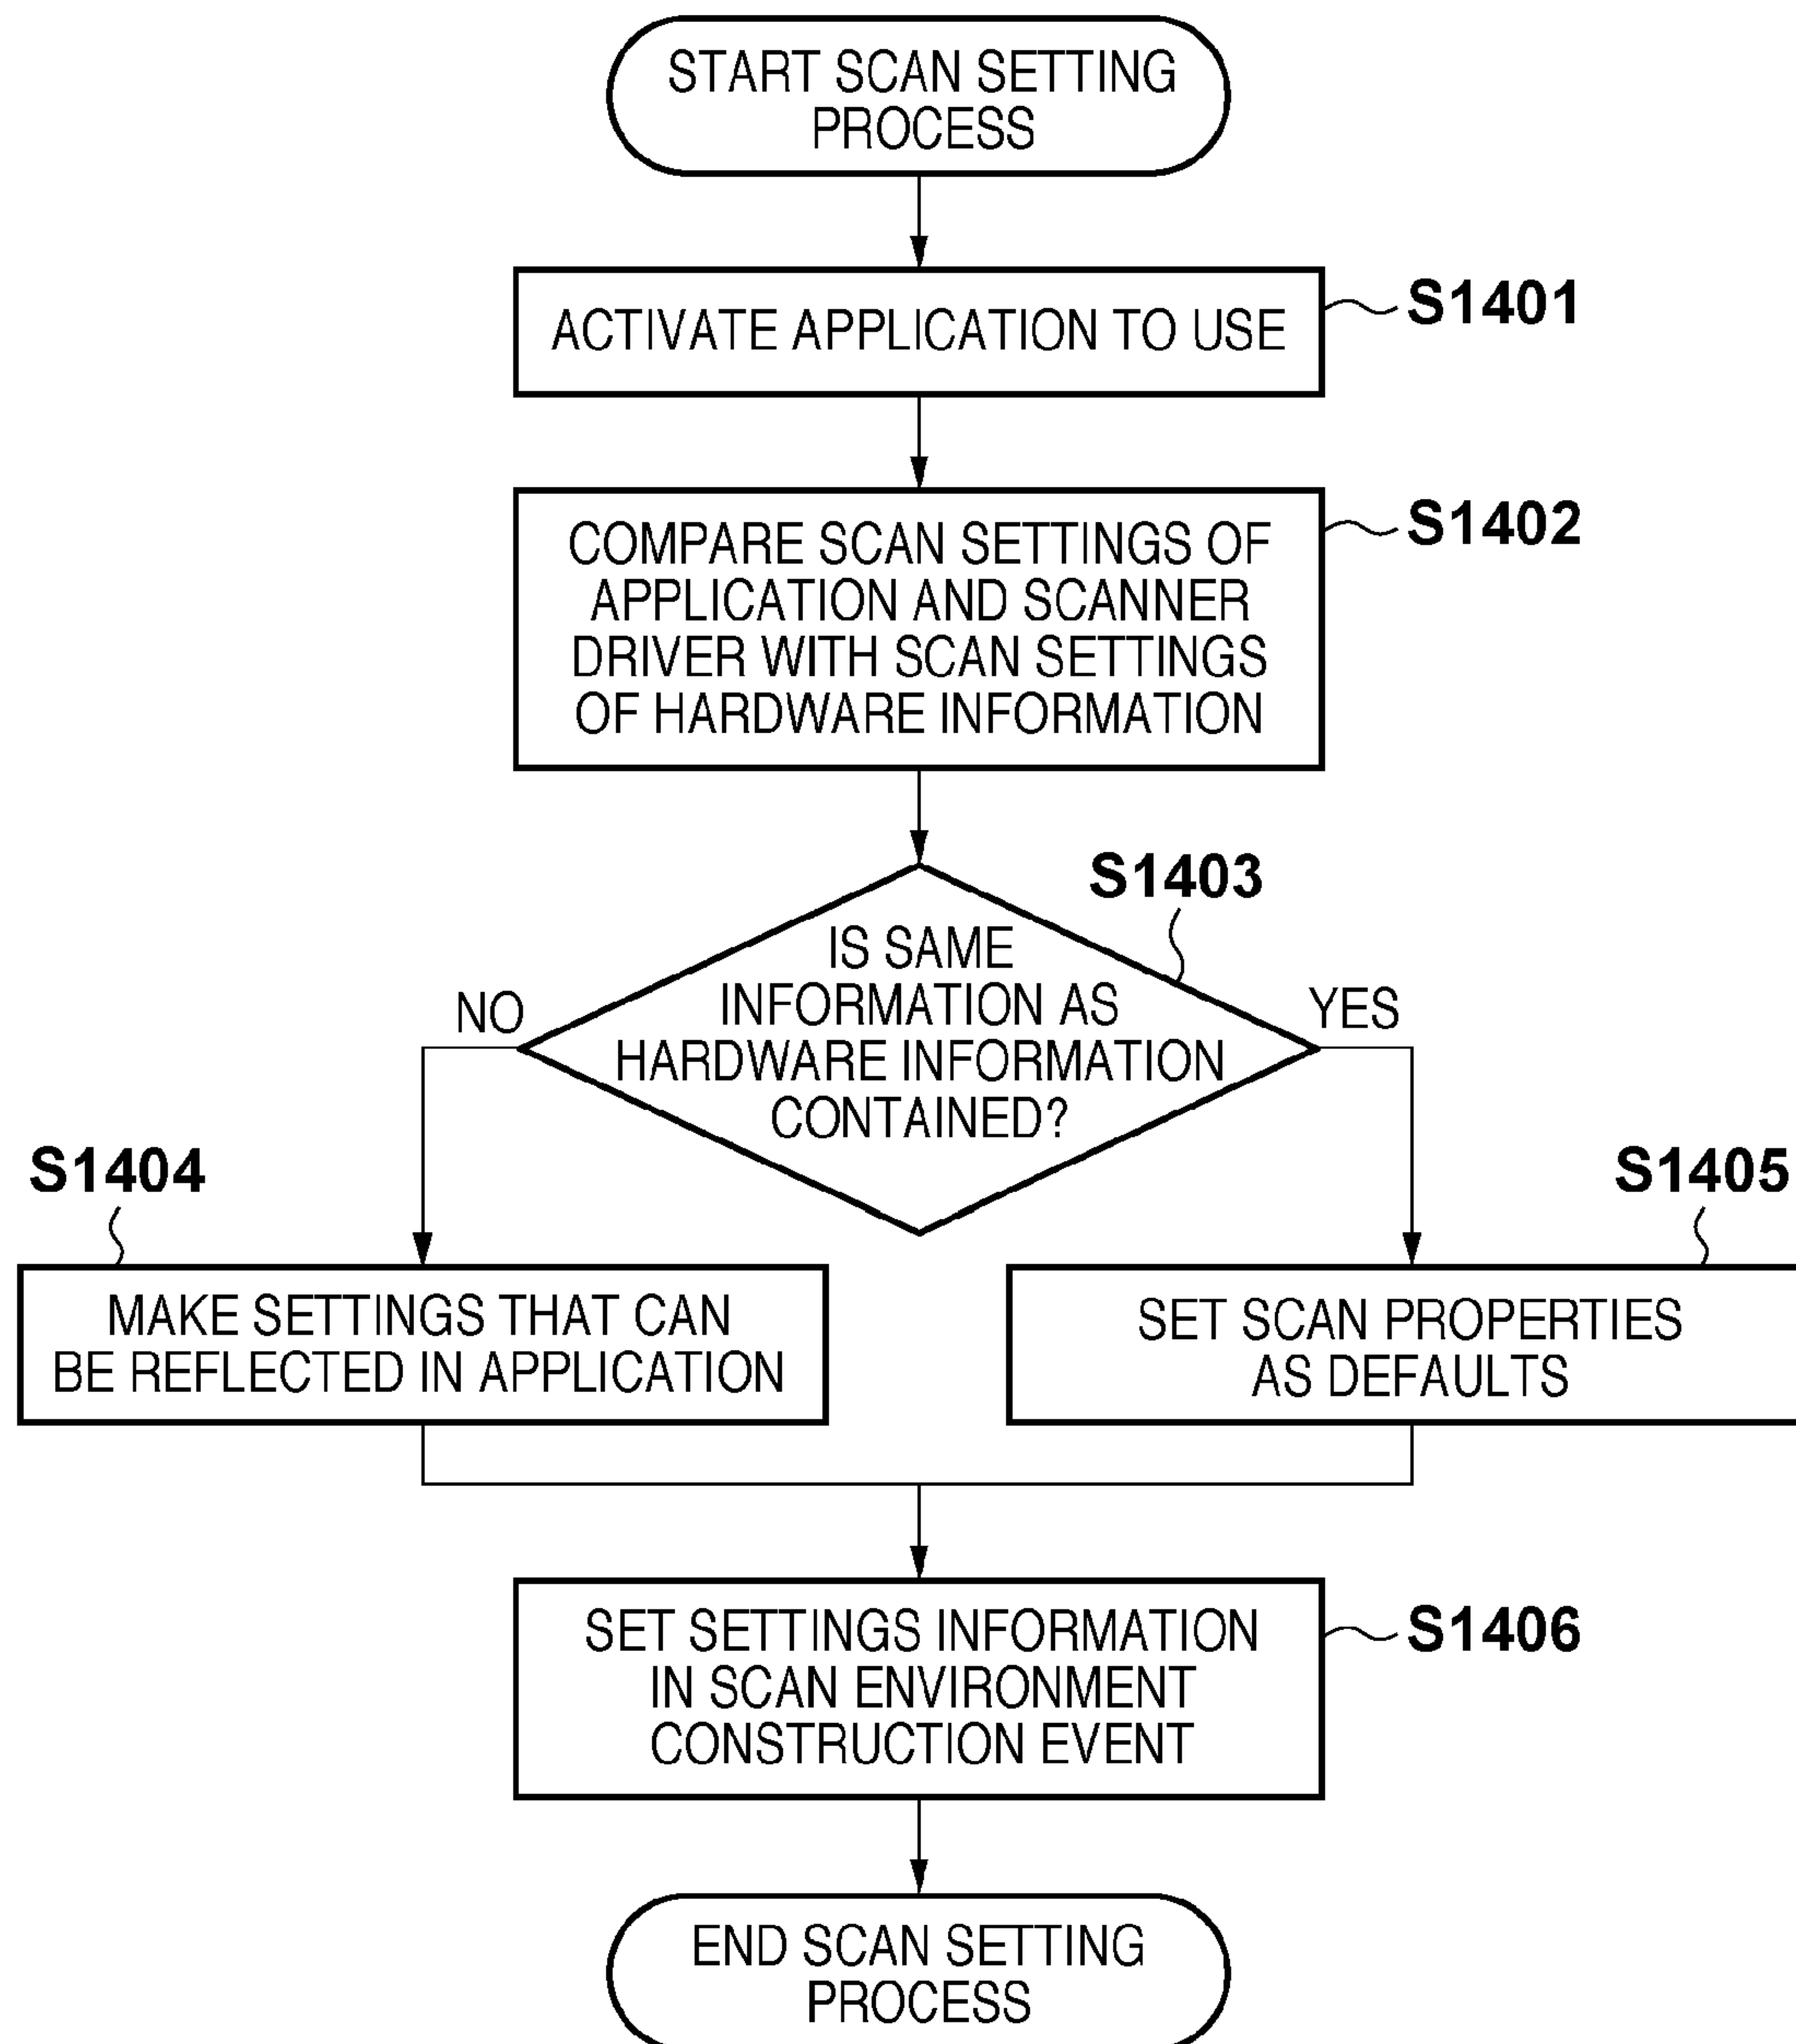 START SCAN SETTING
PROCESS
ACTIVATE APPLICATION TO USE
S1401
COMPARE SCAN SETTINGS OF
APPLICATION AND SCANNER
DRIVER WITH SCAN SETTINGS
OF HARDWARE INFORMATION
S1402
S1403
IS SAME
INFORMATION AS
HARDWARE INFORMATION
CONTAINED?
NO
YES
S1404
MAKE SETTINGS THAT CAN
BE REFLECTED IN APPLICATION
S1405
SET SCAN PROPERTIES
AS DEFAULTS
SET SETTINGS INFORMATION
IN SCAN ENVIRONMENT
CONSTRUCTION EVENT
S1406
END SCAN SETTING
PROCESS